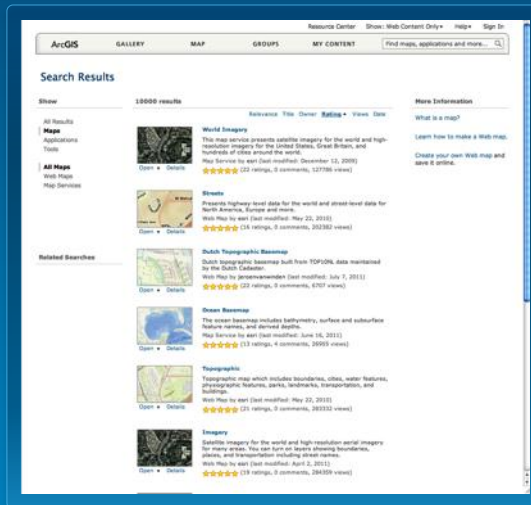 Resource Center Show: Web Content Only Help Sign In
ArcGIS GALLERY MAP GROUPS MY CONTENT Find maps, applications and more...
Search Results
Show
All Results
Maps
Applications
Tools
All Maps
Web Maps
Map Services
Related Searches
10000 results
Relevance Title Owner Rating Views Date
World Imagery
This map service presents satellite imagery for the world and high-
resolution imagery for the United States, Great Britain, and
hundreds of cities around the world.
Map Service by esri (last modified: December 12, 2009)
(22 ratings, 0 comments, 127786 views)
Open Details
Streets
Presents highway-level data for the world and street-level data for
North America, Europe and more.
Web Map by esri (last modified: May 22, 2010)
(16 ratings, 0 comments, 202382 views)
Open Details
Dutch Topographic Basemap
Dutch topographic basemap built from TOP10NL data maintained
by the Dutch Cadaster.
Web Map by jeroenvanwinden (last modified: July 7, 2011)
(22 ratings, 0 comments, 6707 views)
Open Details
Ocean Basemap
The ocean basemap includes bathymetry, surface and subsurface
feature names, and derived depths.
Map Service by esri (last modified: June 16, 2011)
(13 ratings, 4 comments, 26965 views)
Open Details
Topographic
Topographic map which includes boundaries, cities, water features,
physiographic features, parks, landmarks, transportation, and
buildings.
Web Map by esri (last modified: May 22, 2010)
(21 ratings, 0 comments, 283332 views)
Open Details
Imagery
Satellite imagery for the world and high-resolution aerial imagery
for many areas. You can turn on layers showing boundaries,
places, and transportation including street names.
Web Map by esri (last modified: April 2, 2011)
(19 ratings, 0 comments, 284359 views)
Open Details
More Information
What is a map?
Learn how to make a Web map.
Create your own Web map and
save it online.